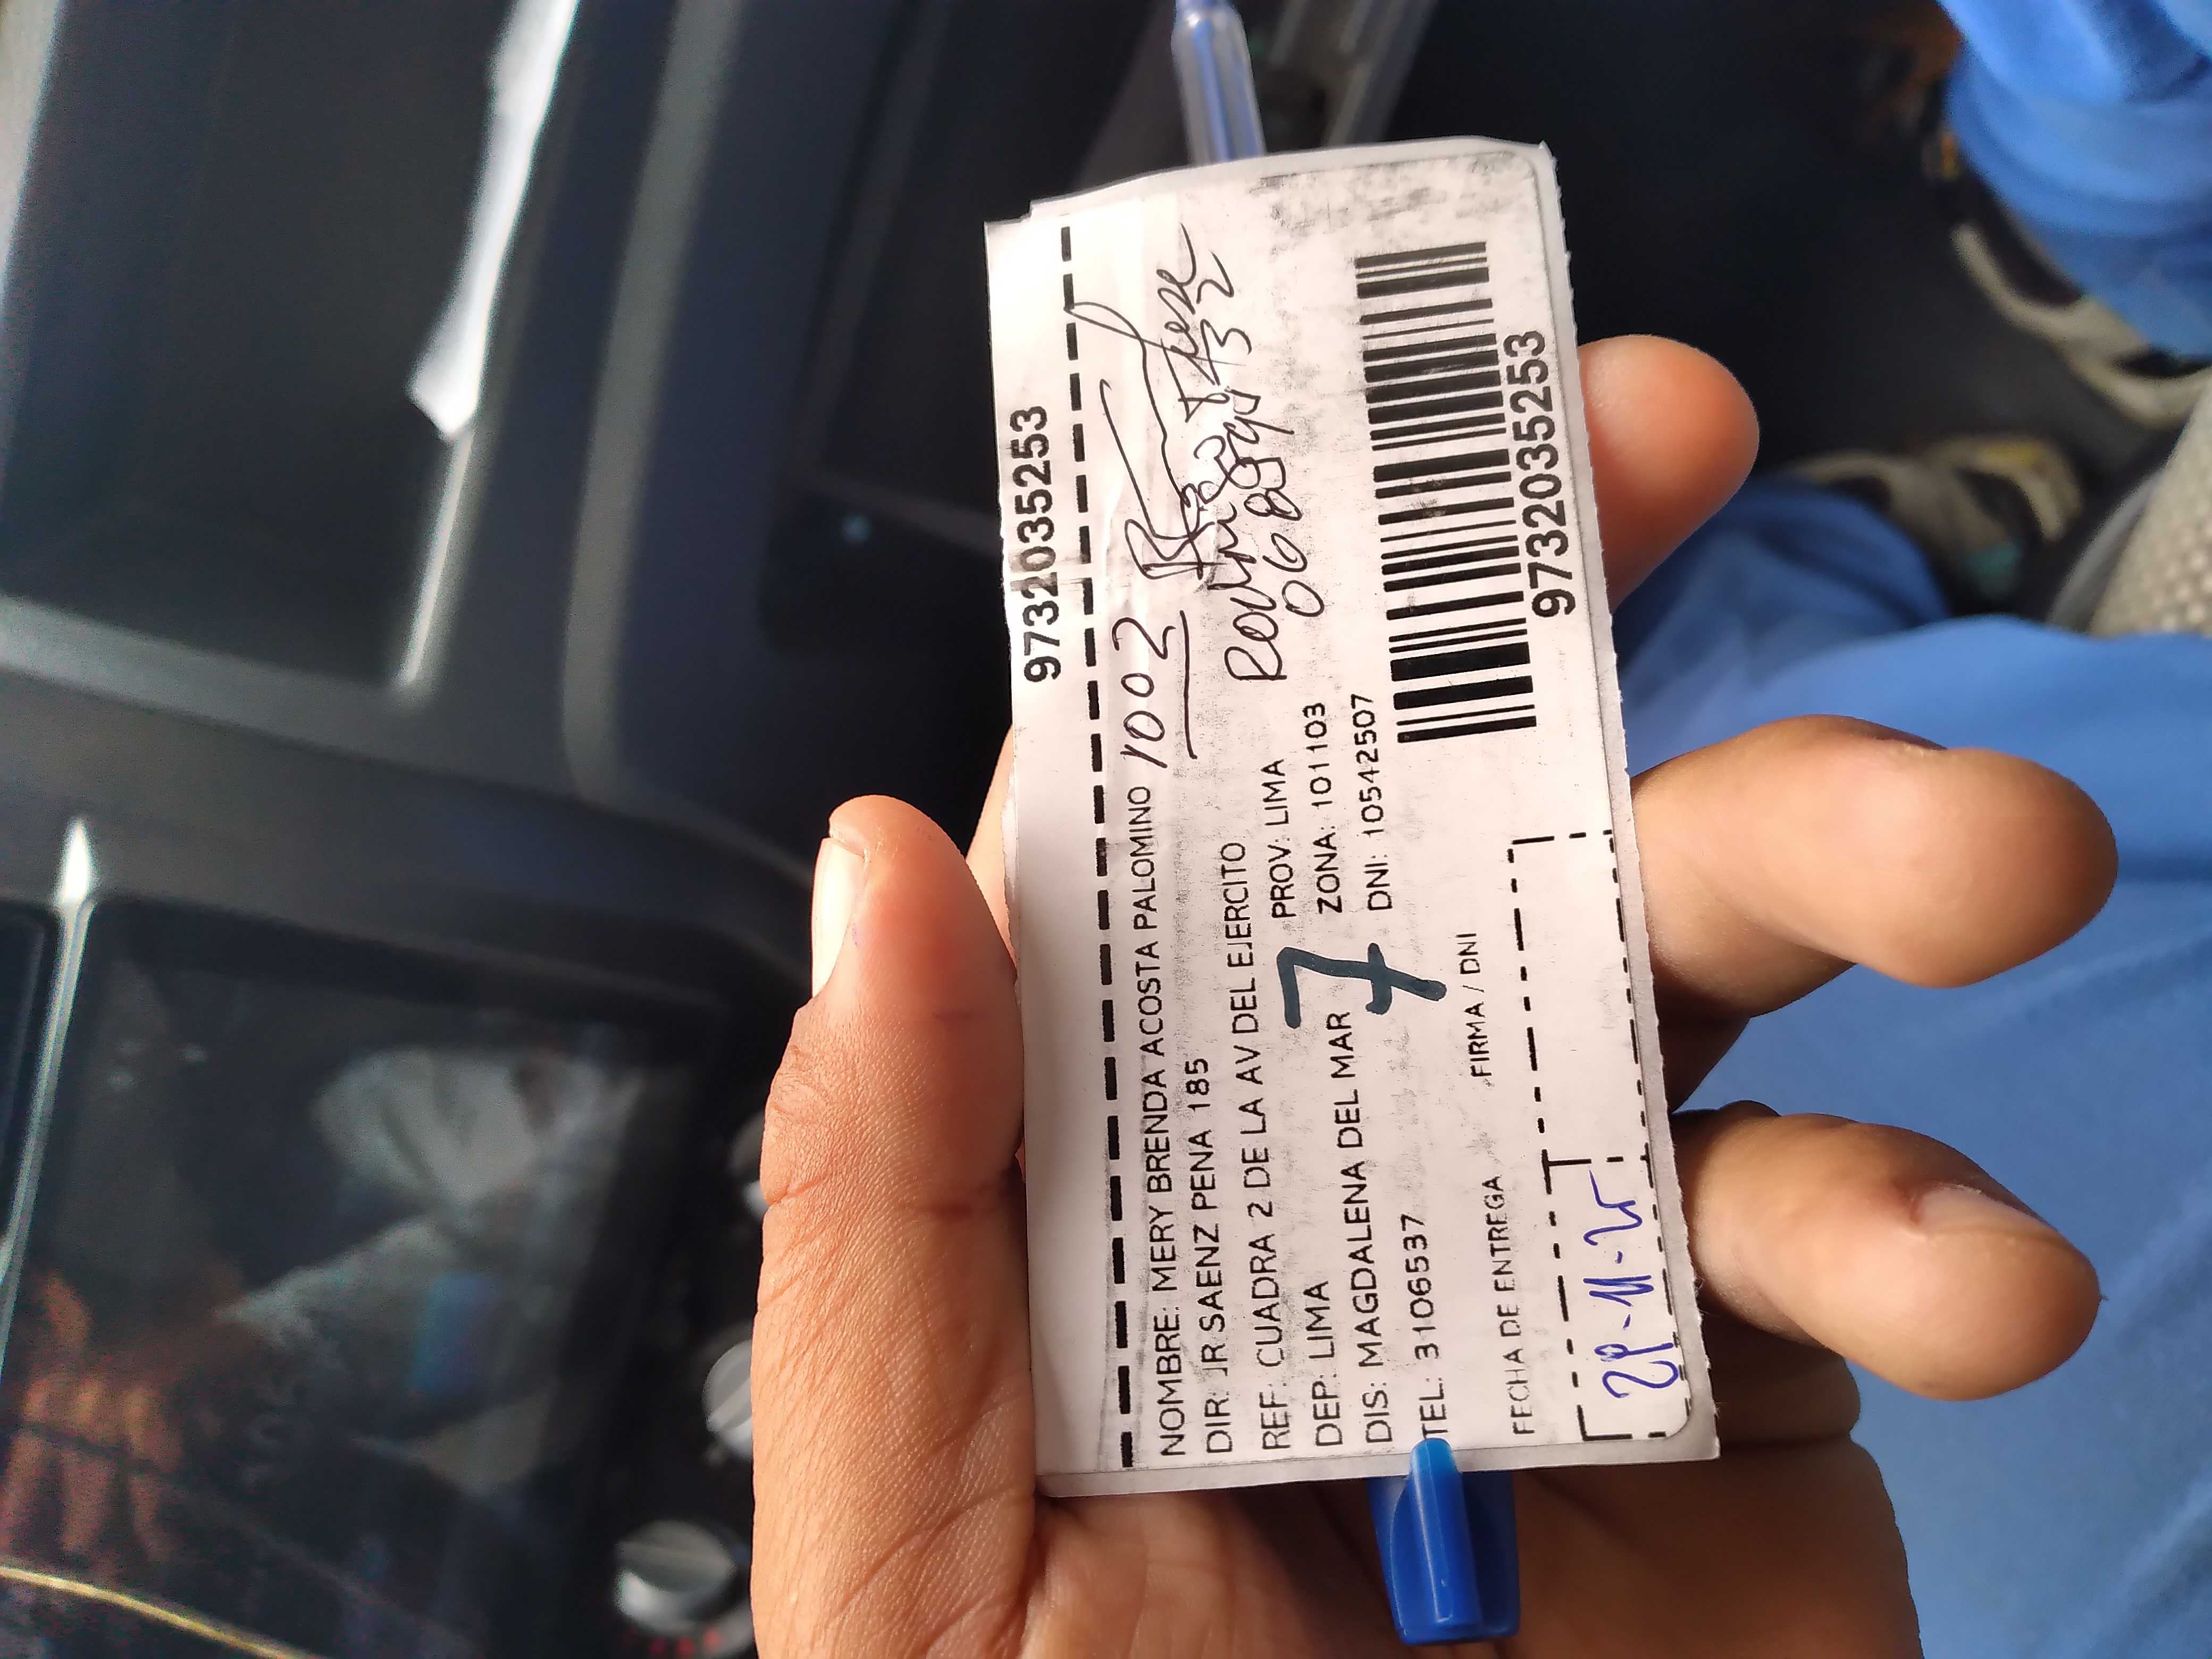 9732035253
NOMBRE: MERY BRENDA ACOSTA PALOMINO 1002
DIR: JR SAENZ PENA 185
REF: CUADRA 2 DE LA AV DEL EJERCITO
DEP: LIMA PROV: LIMA
7
DIS: MAGDALENA DEL MAR ZONA: 101103
TEL: 3106537 DNI: 10542507
FECHA DE ENTREGA FIRMA / DNI
9732035253